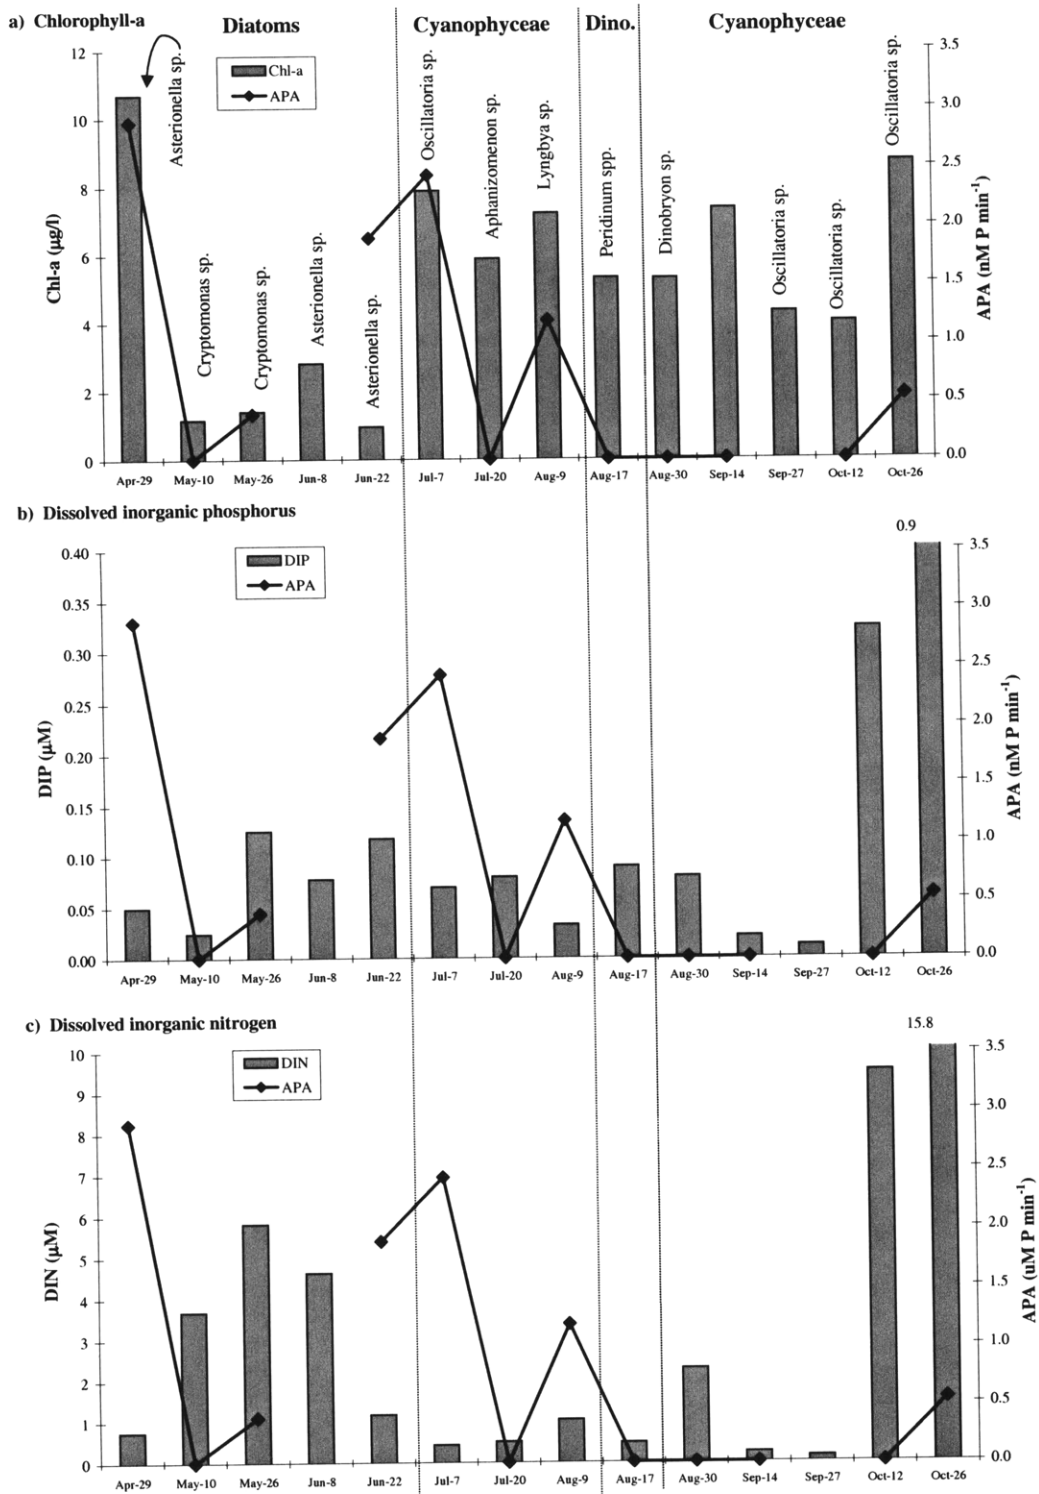 a) Chlorophyll-a
Diatoms
Cyanophyceae
Dino.
Cyanophyceae
Chl-a
APA
Asterionella sp.
Cryptomonas sp.
Cryptomonas sp.
Asterionella sp.
Asterionella sp.
Oscillatoria sp.
Aphanizomenon sp.
Lyngbya sp.
Peridinum spp.
Dinobryon sp.
Oscillatoria sp.
Oscillatoria sp.
Oscillatoria sp.
Chl-a (µg/l)
12
10
8
6
4
2
0
APA (nM P min⁻¹)
3.5
3.0
2.5
2.0
1.5
1.0
0.5
0.0
Apr-29 May-10 May-26 Jun-8 Jun-22 Jul-7 Jul-20 Aug-9 Aug-17 Aug-30 Sep-14 Sep-27 Oct-12 Oct-26
b) Dissolved inorganic phosphorus
DIP
APA
0.9
DIP (µM)
0.40
0.35
0.30
0.25
0.20
0.15
0.10
0.05
0.00
APA (nM P min⁻¹)
3.5
3.0
2.5
2.0
1.5
1.0
0.5
0.0
Apr-29 May-10 May-26 Jun-8 Jun-22 Jul-7 Jul-20 Aug-9 Aug-17 Aug-30 Sep-14 Sep-27 Oct-12 Oct-26
c) Dissolved inorganic nitrogen
DIN
APA
15.8
DIN (µM)
10
9
8
7
6
5
4
3
2
1
0
APA (uM P min⁻¹)
3.5
3.0
2.5
2.0
1.5
1.0
0.5
0.0
Apr-29 May-10 May-26 Jun-8 Jun-22 Jul-7 Jul-20 Aug-9 Aug-17 Aug-30 Sep-14 Sep-27 Oct-12 Oct-26